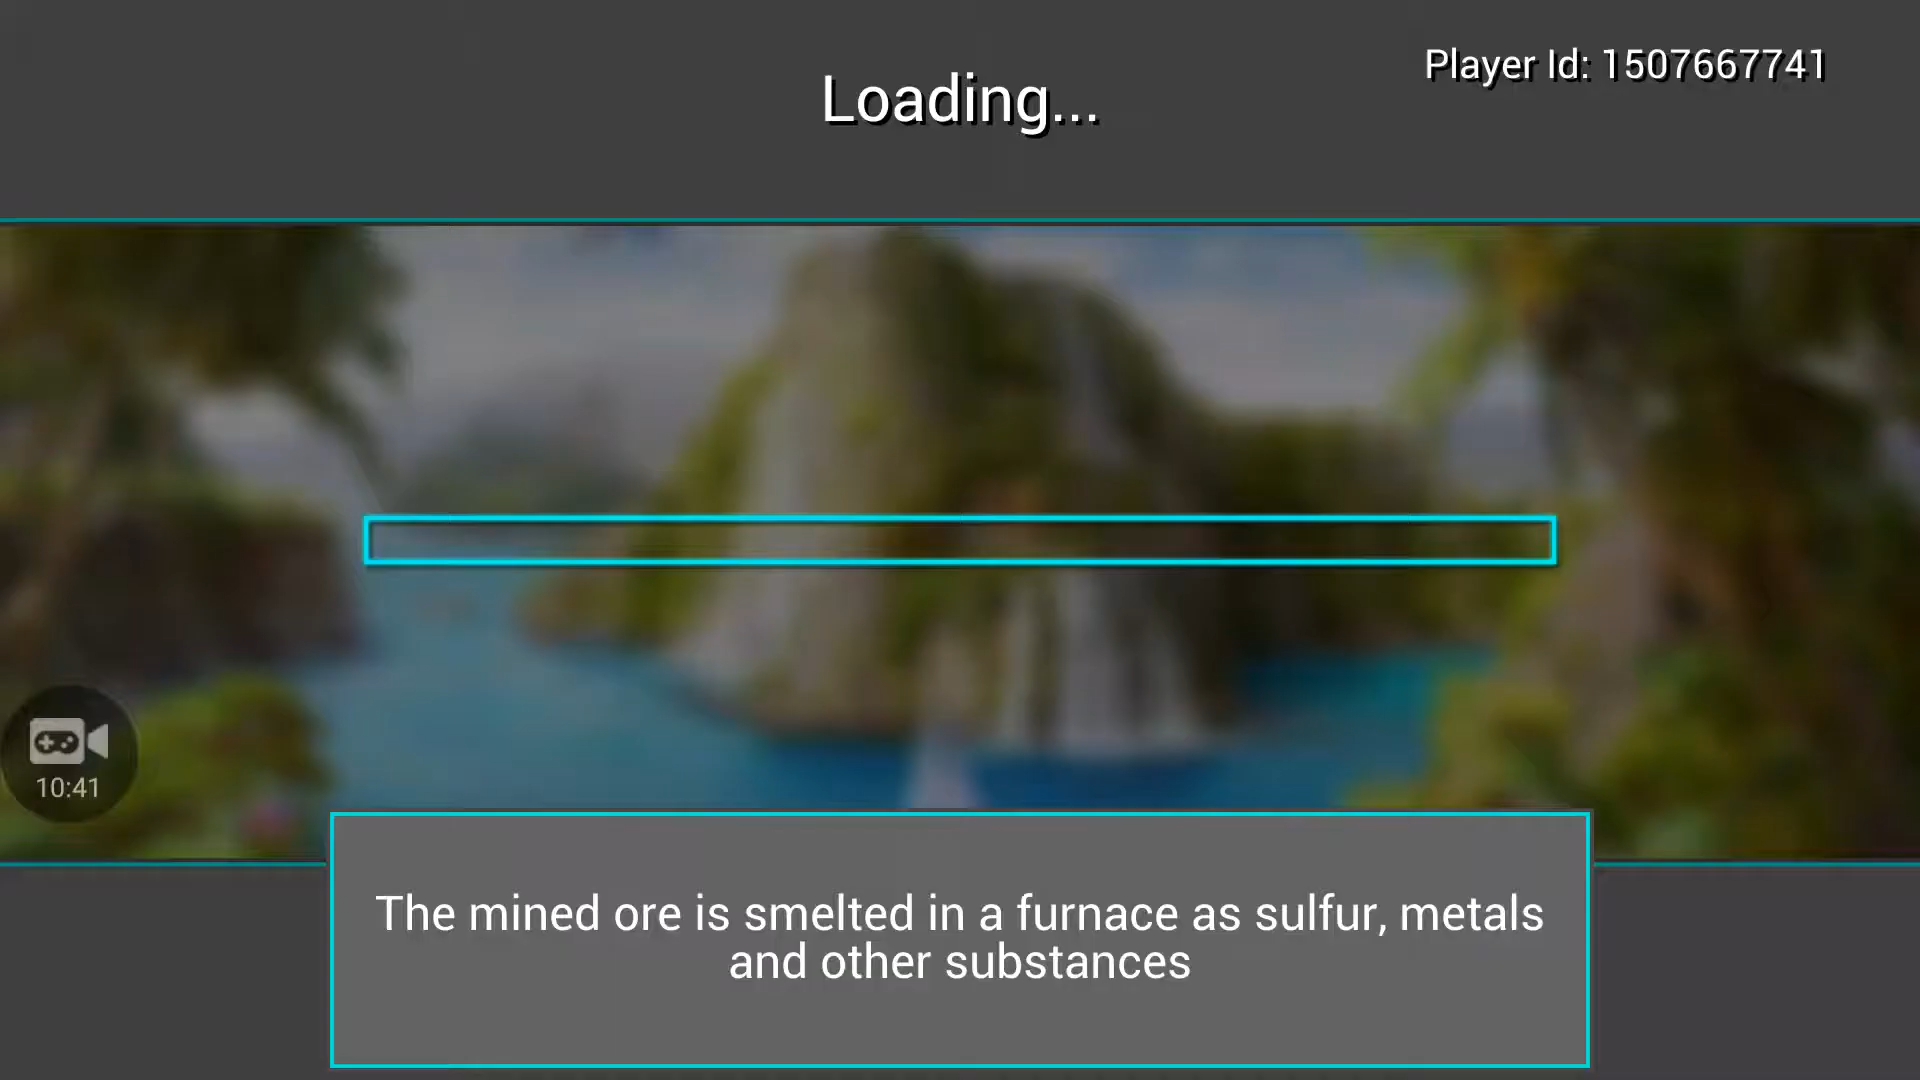 Player Id: 1507667741
Loading...
10:41
The mined ore is smelted in a furnace as sulfur, metals
and other substances